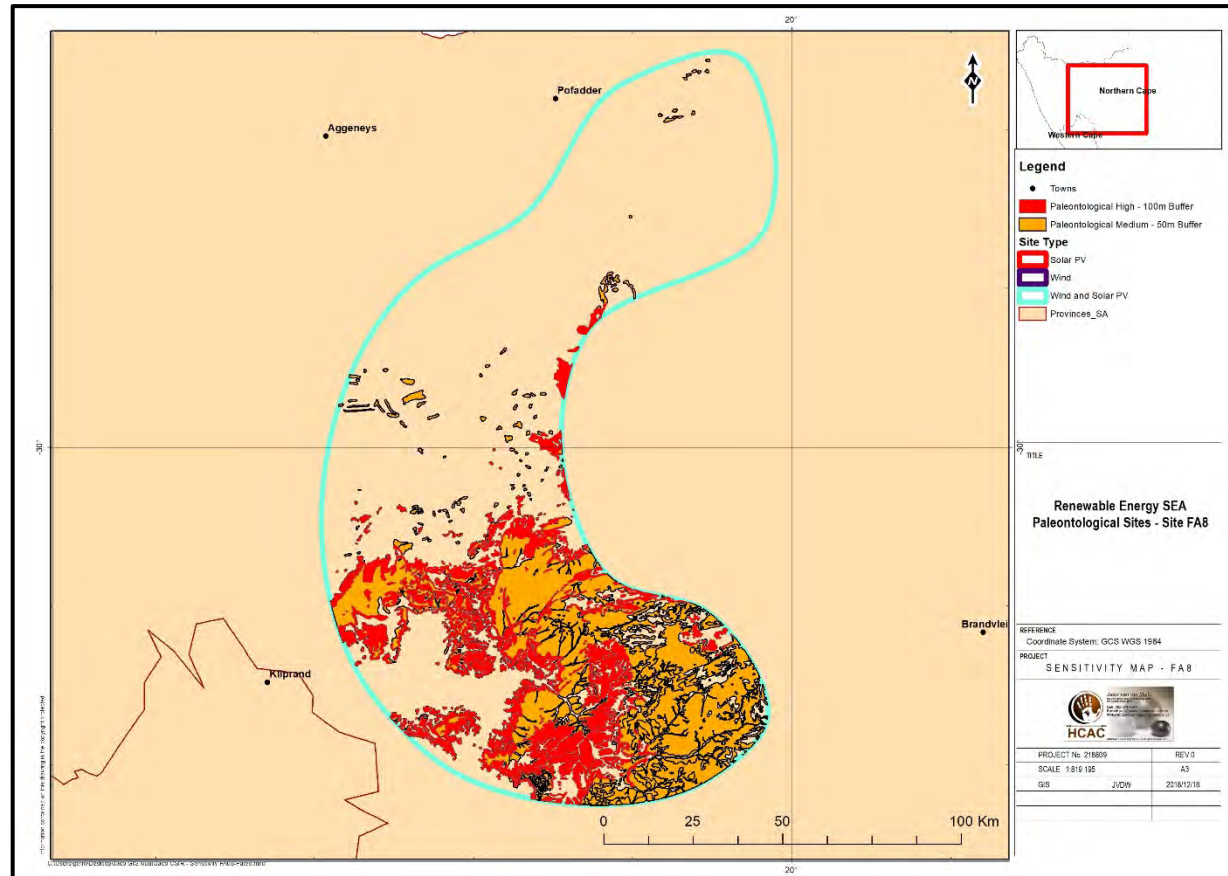 20°
Pofadder
Aggeneys
-30°
-30°
Brandvlei
Kliprand
0 25 50 100 Km
20°
Northern Cape
Western Cape
Legend
Towns
Paleontological High - 100m Buffer
Paleontological Medium - 50m Buffer
Site Type
Solar PV
Wind
Wind and Solar PV
Provinces_SA
TITLE
Renewable Energy SEA
Paleontological Sites - Site FA8
REFERENCE
Coordinate System: GCS WGS 1984
PROJECT
SENSITIVITY MAP - FA8
HCAC
PROJECT No. 218809 REV 0
SCALE 1:819 195 A3
GIS JVDW 2018/12/18